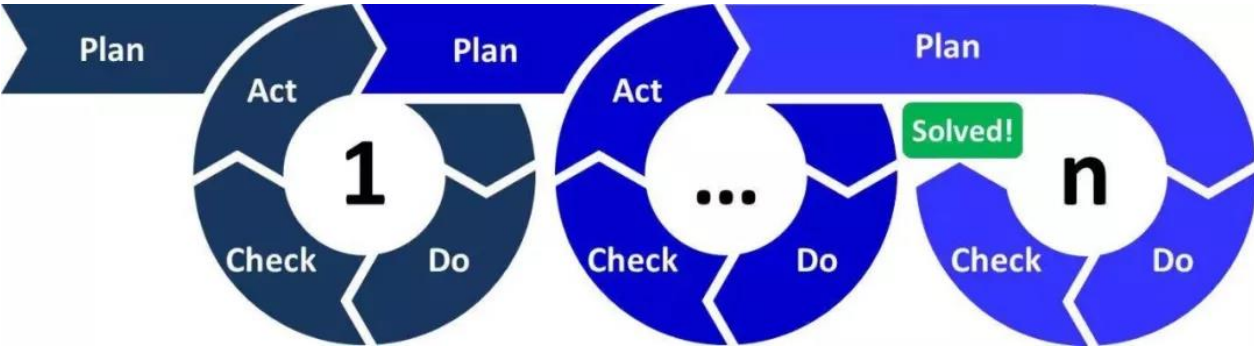 Plan
Plan
Plan
Act
Act
Solved!
1
...
n
Check
Do
Check
Do
Check
Do